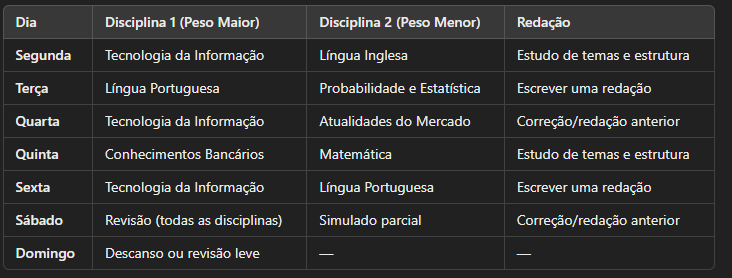 Dia Disciplina 1 (Peso Maior) Disciplina 2 (Peso Menor) Redação
Segunda Tecnologia da Informação Língua Inglesa Estudo de temas e estrutura
Terça Língua Portuguesa Probabilidade e Estatística Escrever uma redação
Quarta Tecnologia da Informação Atualidades do Mercado Correção/redação anterior
Quinta Conhecimentos Bancários Matemática Estudo de temas e estrutura
Sexta Tecnologia da Informação Língua Portuguesa Escrever uma redação
Sábado Revisão (todas as disciplinas) Simulado parcial Correção/redação anterior
Domingo Descanso ou revisão leve — —